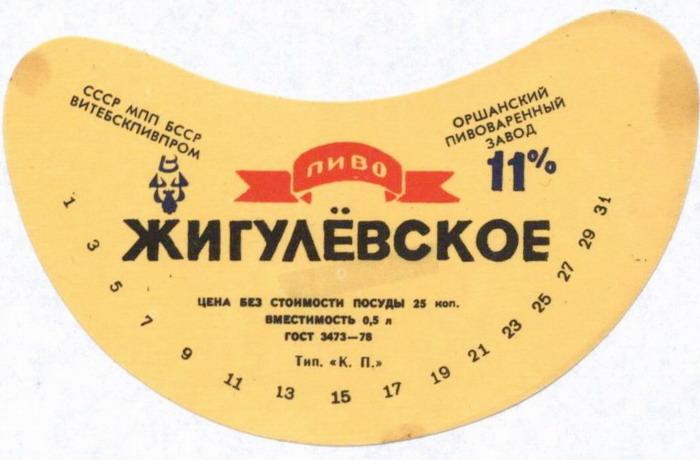 СССР МПП БССР
ВИТЕБСКПИВПРОМ
ОРШАНСКИЙ
ПИВОВАРЕННЫЙ
ЗАВОД
11%
ПИВО
ЖИГУЛЁВСКОЕ
ЦЕНА БЕЗ СТОИМОСТИ ПОСУДЫ 25 коп.
ВМЕСТИМОСТЬ 0,5 л
ГОСТ 3473—78
Тип. «К. П.»
1 3 5 7 9 11 13 15 17 19 21 23 25 27 29 31